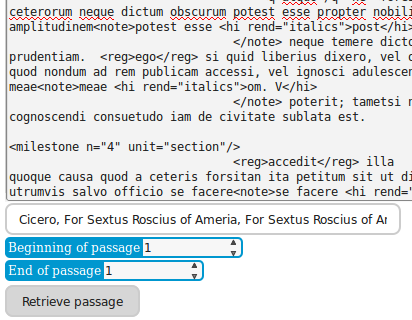 ceterorum neque dictum obscurum potest esse propter nobili
amplitudinem<note>potest esse <hi rend="italics">post</hi>
</note> neque temere dicto
prudentiam. <reg>ego</reg> si quid liberius dixero, vel o
quod nondum ad rem publicam accessi, vel ignosci adulescen
meae<note>meae <hi rend="italics">om. V</hi>
</note> poterit; tametsi n
cognoscendi consuetudo iam de civitate sublata est.
<milestone n="4" unit="section"/>
<reg>accedit</reg> illa
quoque causa quod a ceteris forsitan ita petitum sit ut di
utrumvis salvo officio se facere<note>se facere <hi rend="
Cicero, For Sextus Roscius of Ameria, For Sextus Roscius of Ar
Beginning of passage 1
End of passage 1
Retrieve passage